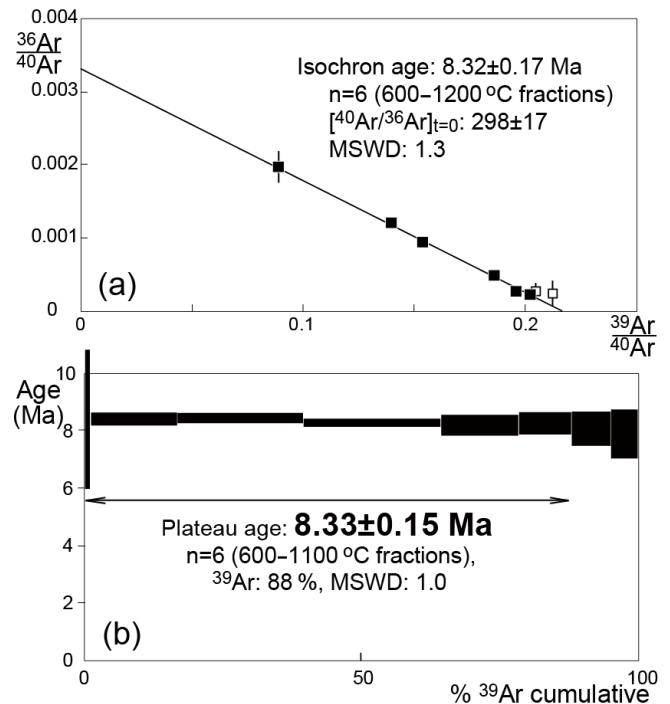 0.004
³⁶Ar
⁴⁰Ar
0.003
0.002
0.001
0
Isochron age: 8.32±0.17 Ma
n=6 (600–1200 ºC fractions)
[⁴⁰Ar/³⁶Ar]ₜ₌₀: 298±17
MSWD: 1.3
(a)
0 0.1 0.2
³⁹Ar
⁴⁰Ar
10
Age
(Ma)
8
6
4
2
0
Plateau age: 8.33±0.15 Ma
n=6 (600–1100 ºC fractions),
³⁹Ar: 88 %, MSWD: 1.0
(b)
0 50 100
% ³⁹Ar cumulative